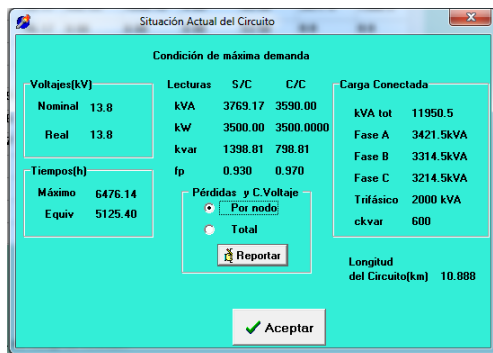 Situación Actual del Circuito
Condición de máxima demanda
Voltajes(kV)
Nominal 13.8
Real 13.8
Tiempos(h)
Máximo 6476.14
Equiv 5125.40
Lecturas S/C C/C
kVA 3769.17 3590.00
kW 3500.00 3500.0000
kvar 1398.81 798.81
fp 0.930 0.970
Pérdidas y C.Voltaje
Por nodo
Total
Reportar
Carga Conectada
kVA tot 11950.5
Fase A 3421.5kVA
Fase B 3314.5kVA
Fase C 3214.5kVA
Trifásico 2000 kVA
ckvar 600
Longitud
del Circuito(km) 10.888
Aceptar